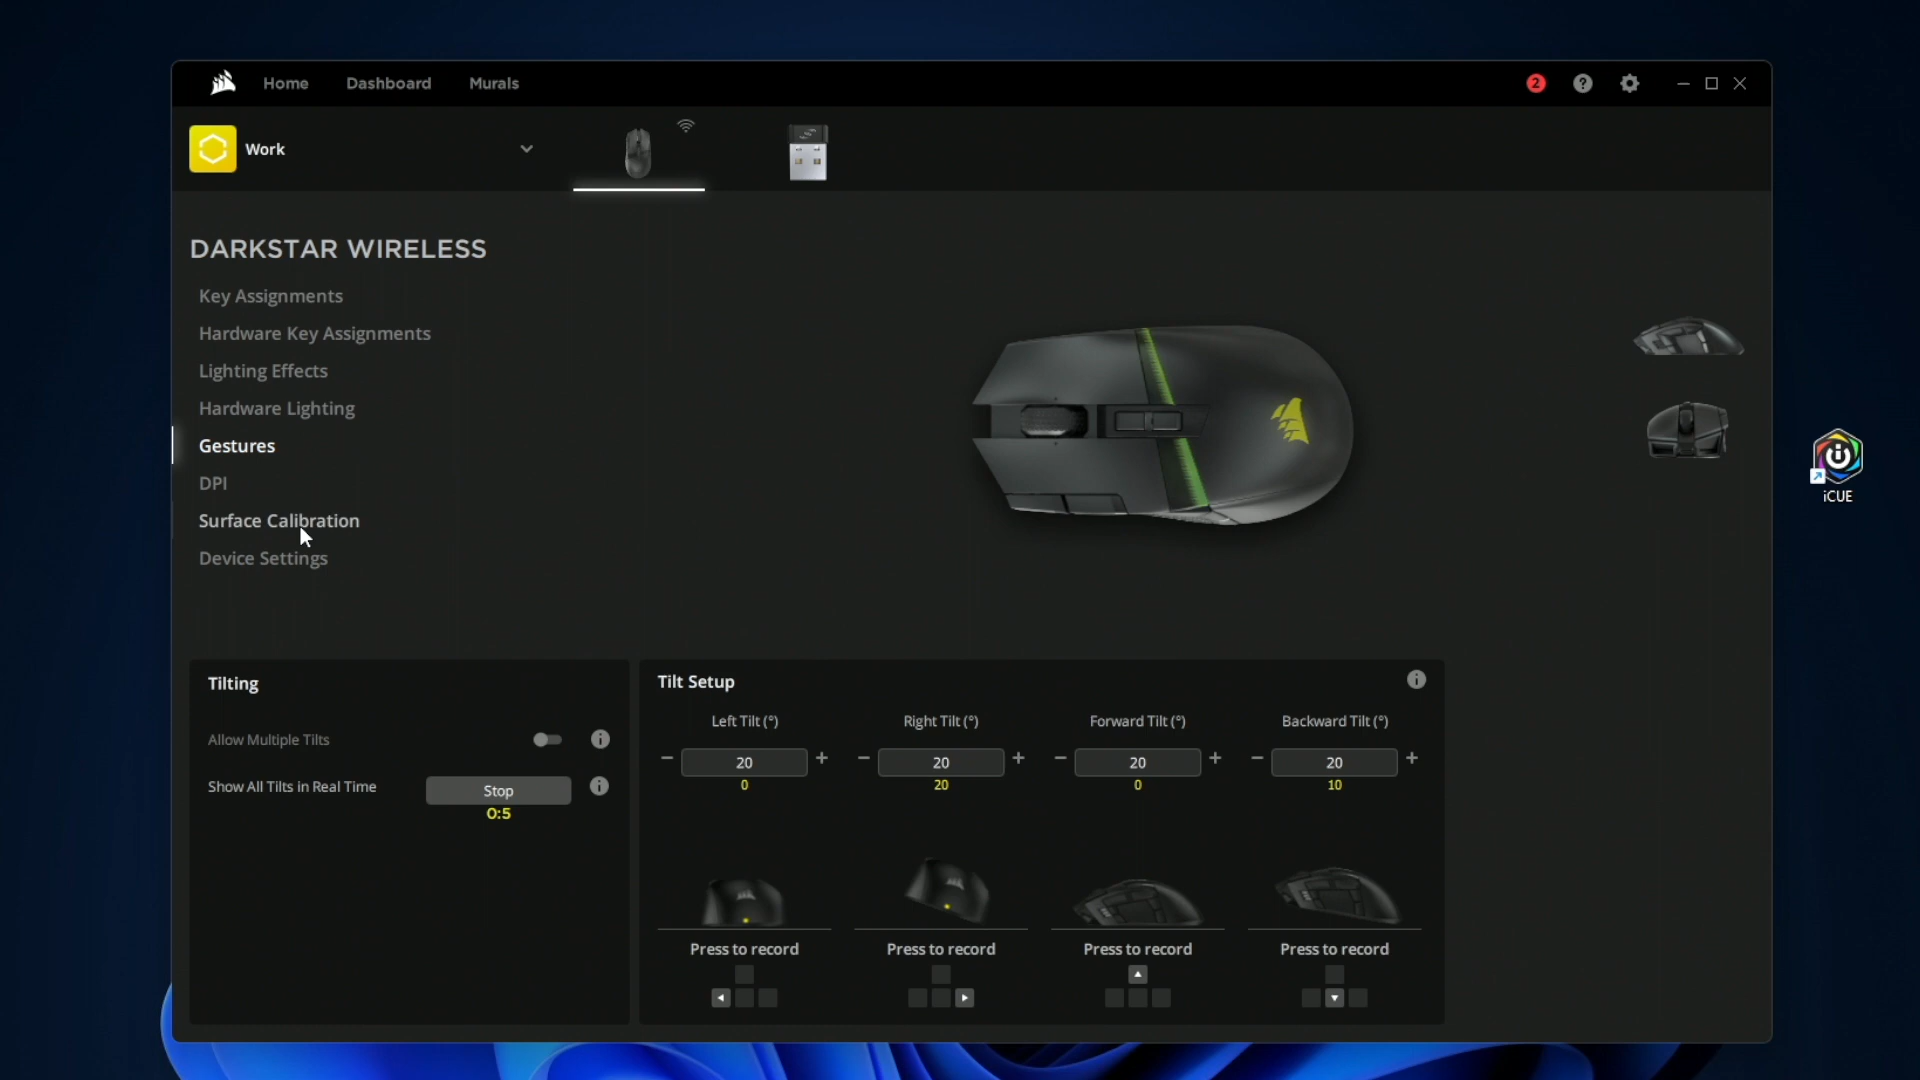 Home Dashboard Murals 2 ?
Work
DARKSTAR WIRELESS
Key Assignments
Hardware Key Assignments
Lighting Effects
Hardware Lighting
Gestures
DPI
Surface Calibration
Device Settings
iCUE
Tilting
Allow Multiple Tilts
Show All Tilts in Real Time Stop
0:5
Tilt Setup
Left Tilt (°) Right Tilt (°) Forward Tilt (°) Backward Tilt (°)
− 20 + − 20 + − 20 + − 20 +
0 20 0 10
Press to record Press to record Press to record Press to record